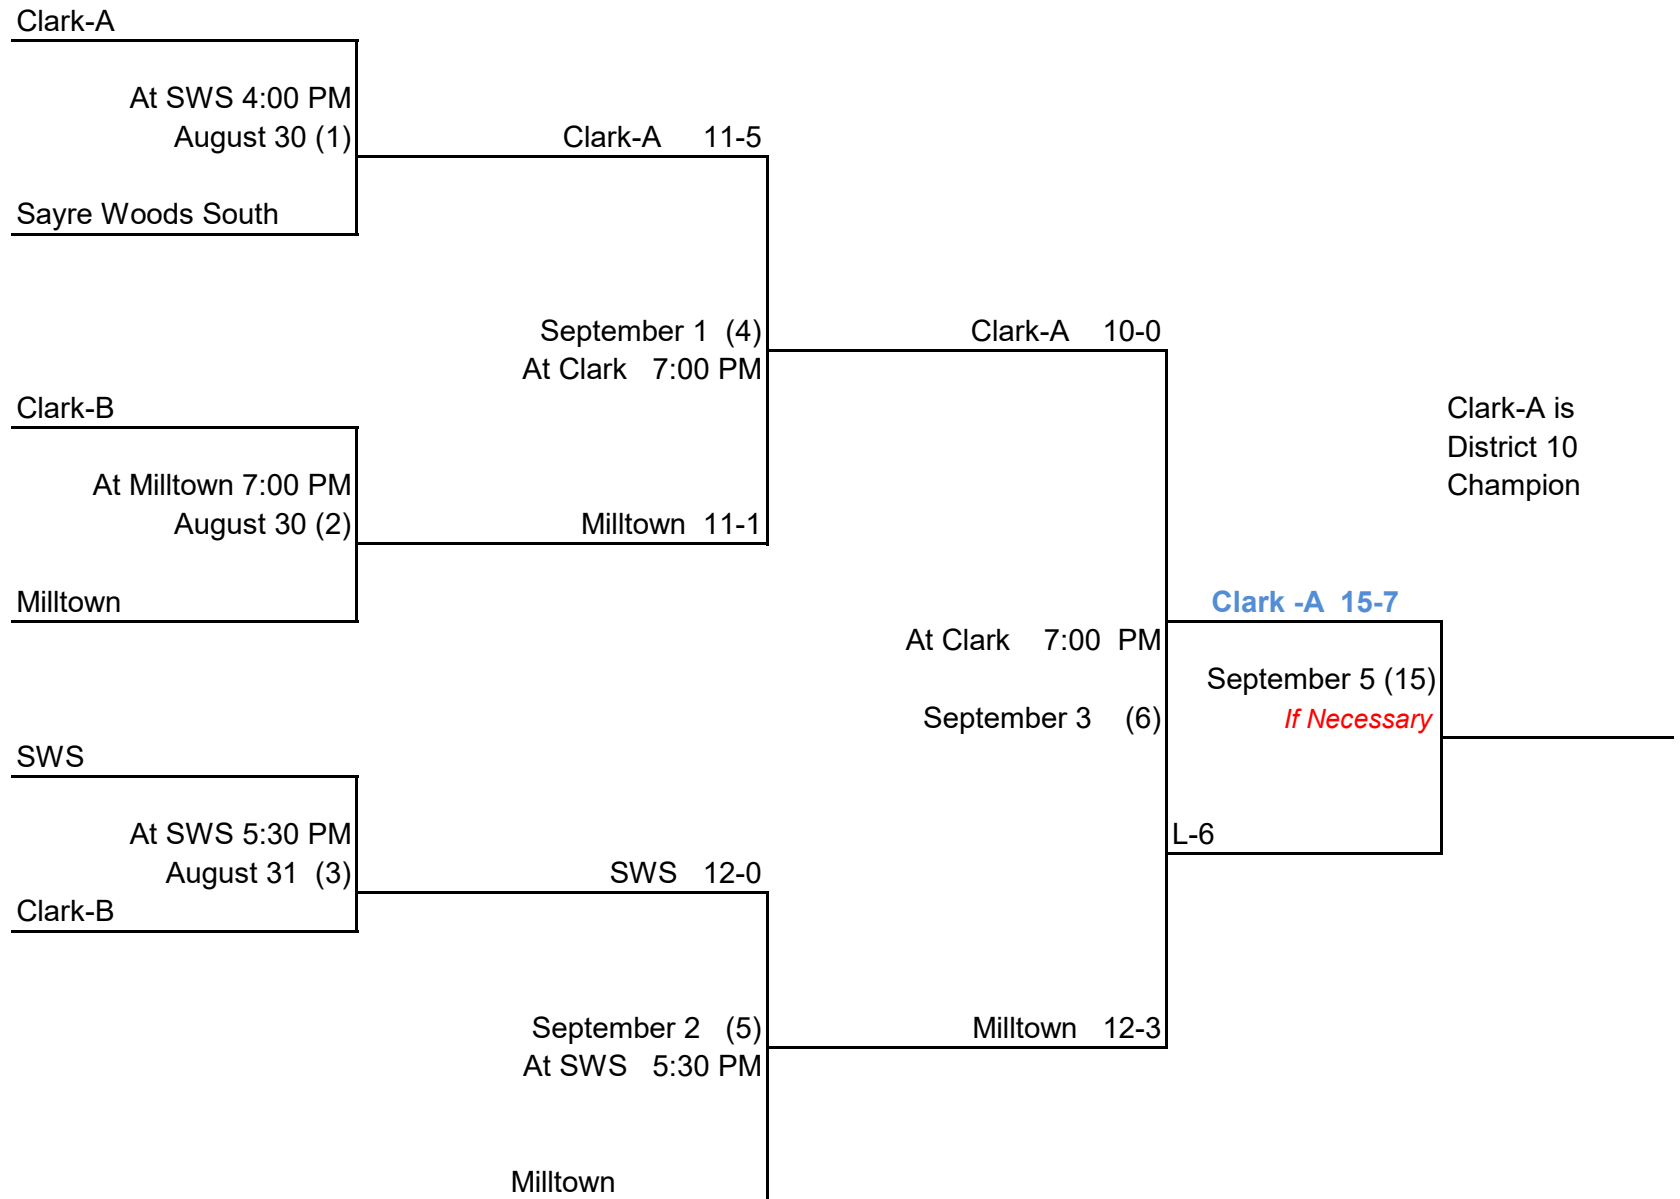 Clark-A
At SWS 4:00 PM
August 30 (1)
Clark-A 11-5
Sayre Woods South
September 1 (4)
At Clark 7:00 PM
Clark-A 10-0
Clark-B
At Milltown 7:00 PM
August 30 (2)
Milltown 11-1
Milltown
Clark-A is
District 10
Champion
Clark -A 15-7
At Clark 7:00 PM
September 3 (6)
September 5 (15)
If Necessary
L-6
SWS
At SWS 5:30 PM
August 31 (3)
SWS 12-0
Clark-B
September 2 (5)
At SWS 5:30 PM
Milltown 12-3
Milltown